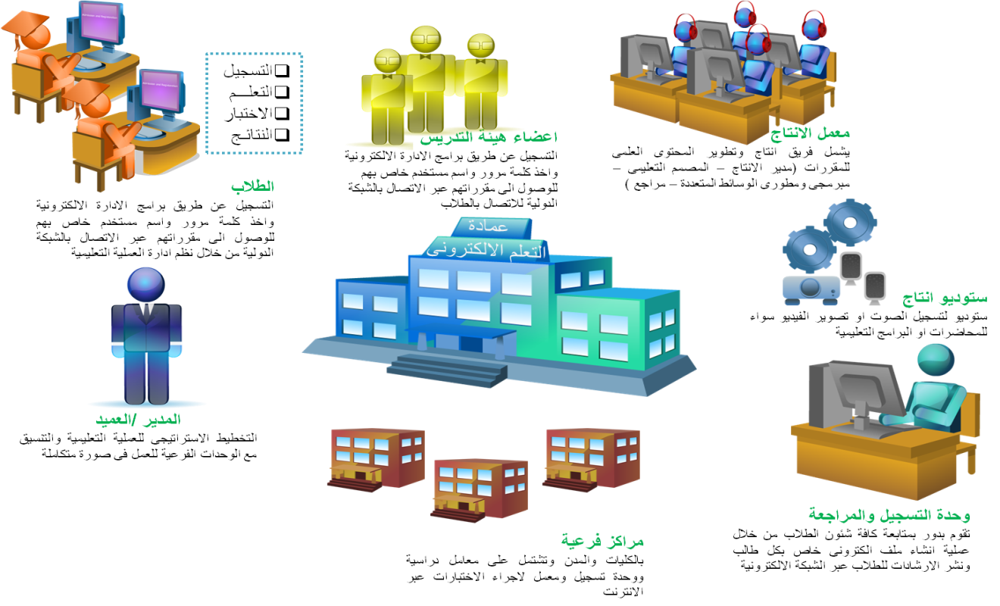 التسجيل
التعلـــم
الاختبار
النتائـج
الطلاب
التسجيل عن طريق برامج الادارة الالكترونية
واخذ كلمة مرور واسم مستخدم خاص بهم
للوصول الى مقرراتهم عبر الاتصال بالشبكة
الدولية من خلال نظم ادارة العملية التعليمية
اعضاء هيئة التدريس
التسجيل عن طريق برامج الادارة الالكترونية
واخذ كلمة مرور واسم مستخدم خاص بهم
للوصول الى مقرراتهم عبر الاتصال بالشبكة
الدولية للاتصال بالطلاب
معمل الانتاج
يشمل فريق انتاج وتطوير المحتوى العلمى
للمقررات (مدير الانتاج – المصمم التعليمى –
مبرمجى ومطورى الوسائط المتعددة – مراجع )
عمادة
التعلم الالكترونى
ستوديو انتاج
ستوديو لتسجيل الصوت او تصوير الفيديو سواء
للمحاضرات او البرامج التعليمية
المدير /العميد
التخطيط الاستراتيجى للعملية التعليمية والتنسيق
مع الوحدات الفرعية للعمل فى صورة متكاملة
وحدة التسجيل والمراجعة
تقوم بدور بمتابعة كافة شئون الطلاب من خلال
عملية انشاء ملف الكترونى خاص بكل طالب
ونشر الارشادات للطلاب عبر الشبكة الالكترونية
مراكز فرعية
بالكليات والمدن وتشتمل على معامل دراسية
ووحدة تسجيل ومعمل لاجراء الاختبارات عبر
الانترنت